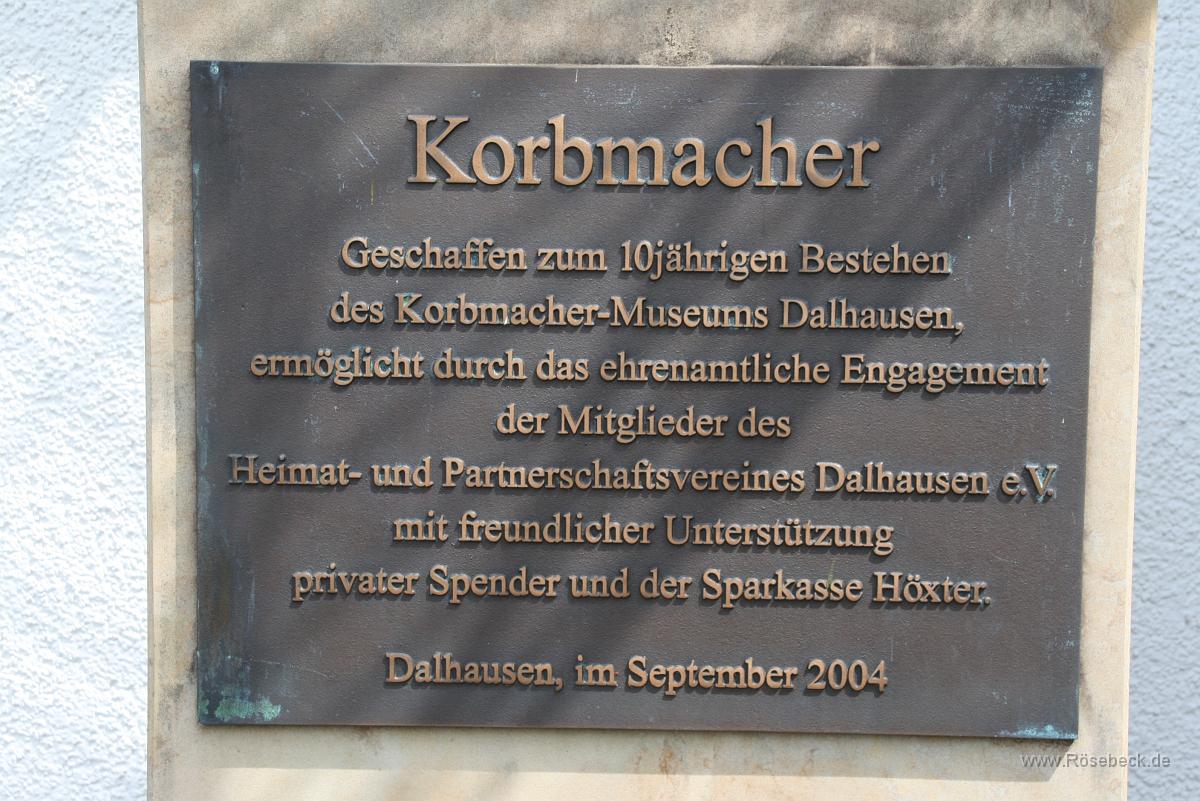 Korbmacher
Geschaffen zum 10jährigen Bestehen
des Korbmacher-Museums Dalhausen,
ermöglicht durch das ehrenamtliche Engagement
der Mitglieder des
Heimat- und Partnerschaftsvereines Dalhausen e.V.
mit freundlicher Unterstützung
privater Spender und der Sparkasse Höxter.
Dalhausen, im September 2004
www.Rösebeck.de